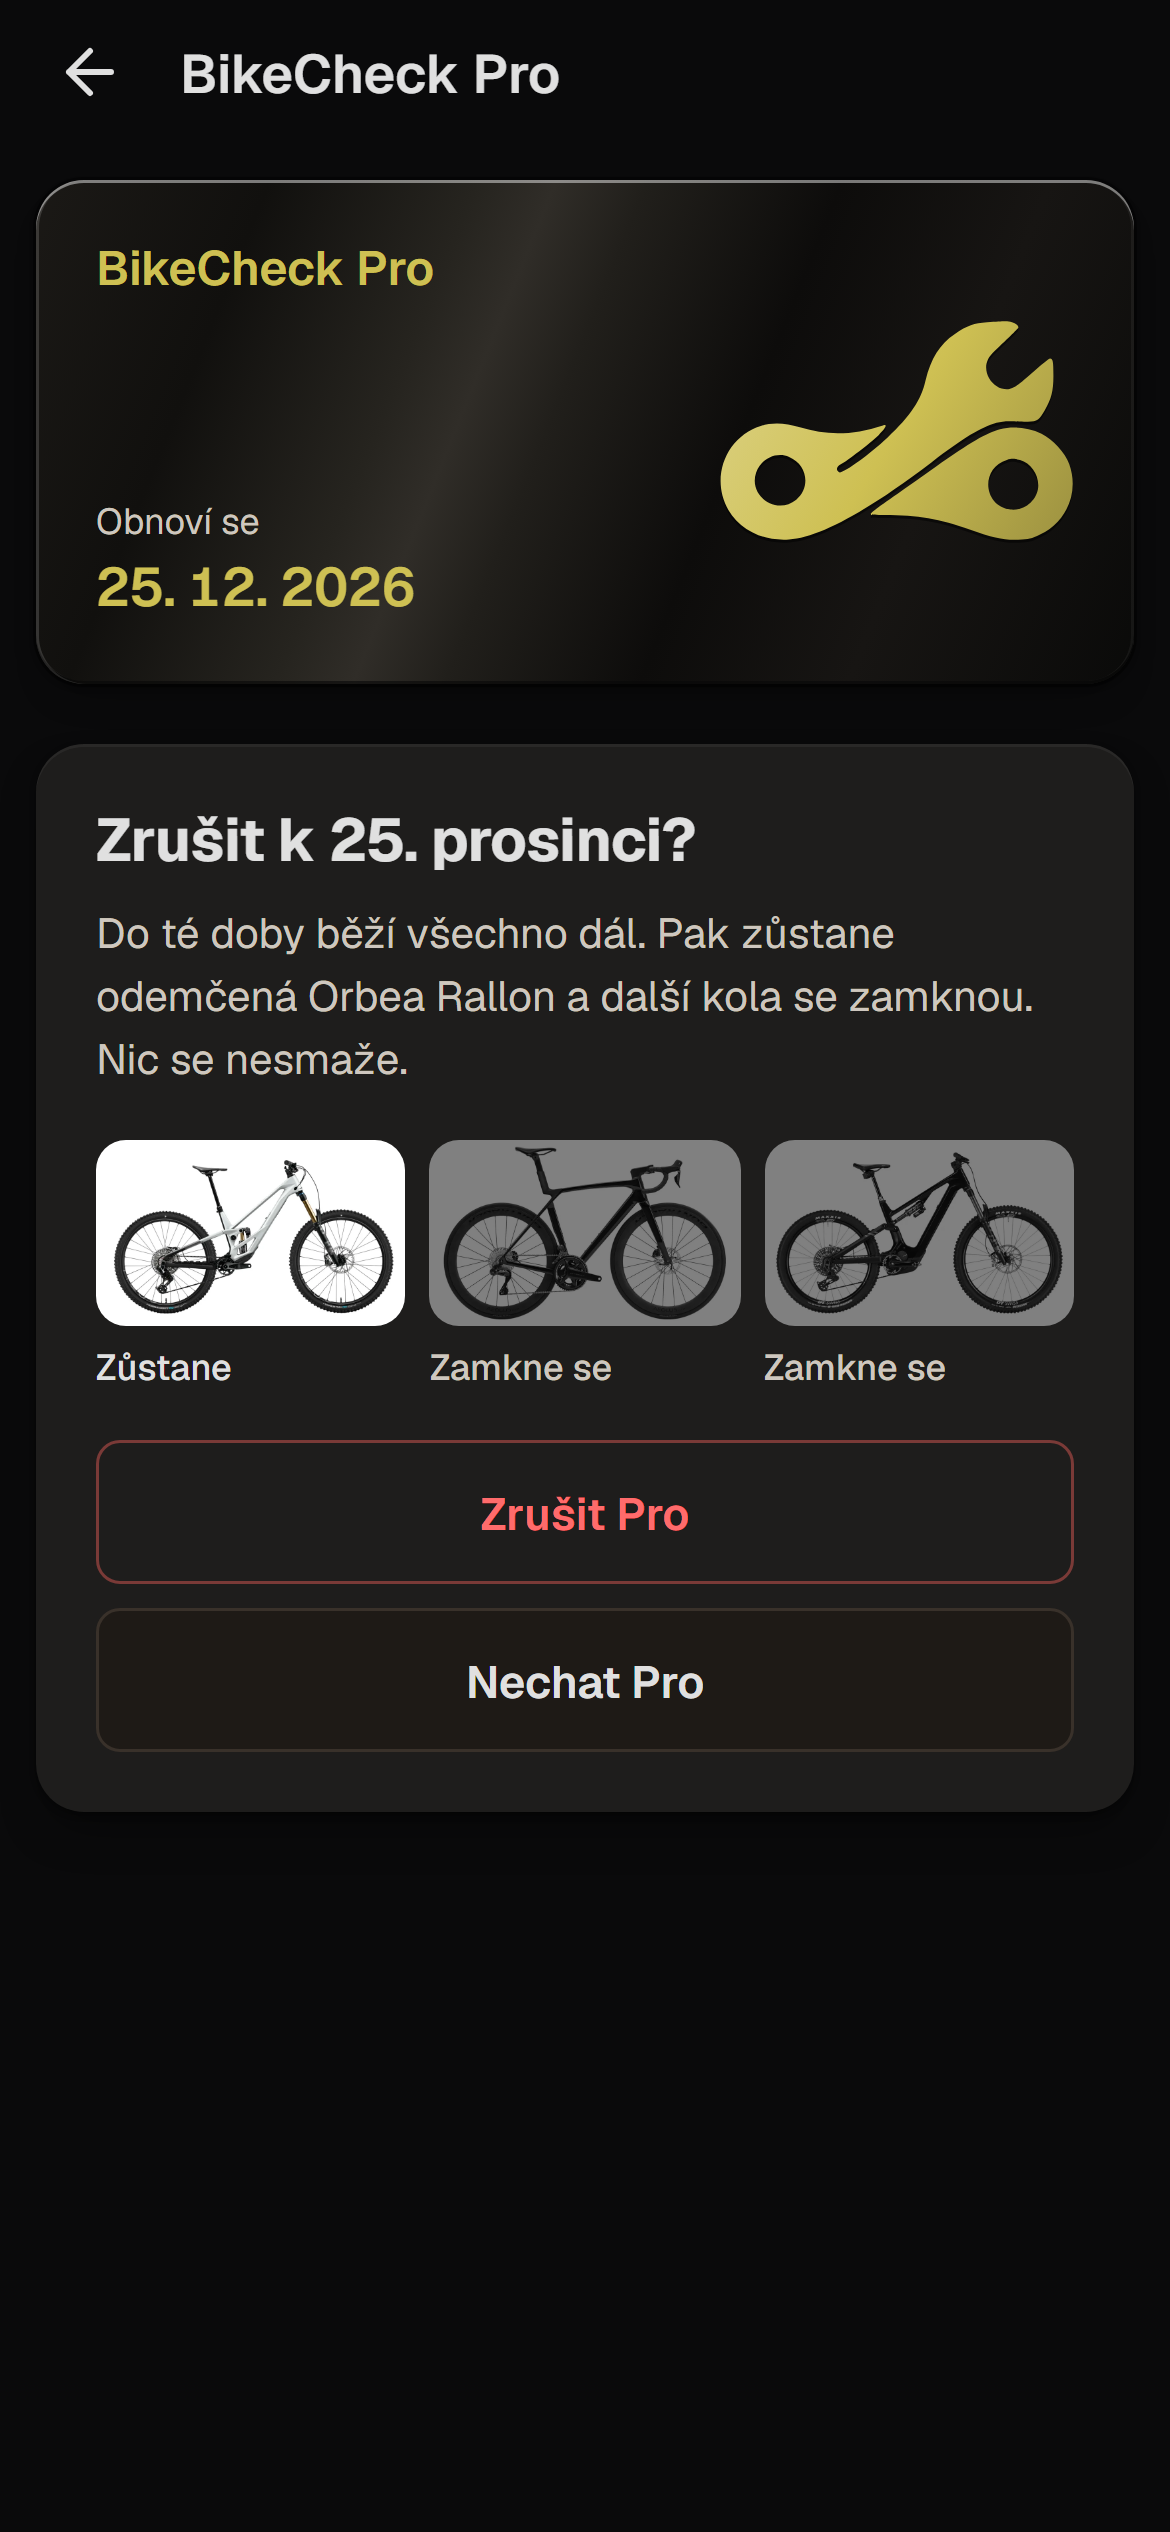 BikeCheck Pro
BikeCheck Pro
Obnoví se
25. 12. 2026
Zrušit k 25. prosinci?
Do té doby běží všechno dál. Pak zůstane
odemčená Orbea Rallon a další kola se zamknou.
Nic se nesmaže.
Zůstane
Zamkne se
Zamkne se
Zrušit Pro
Nechat Pro